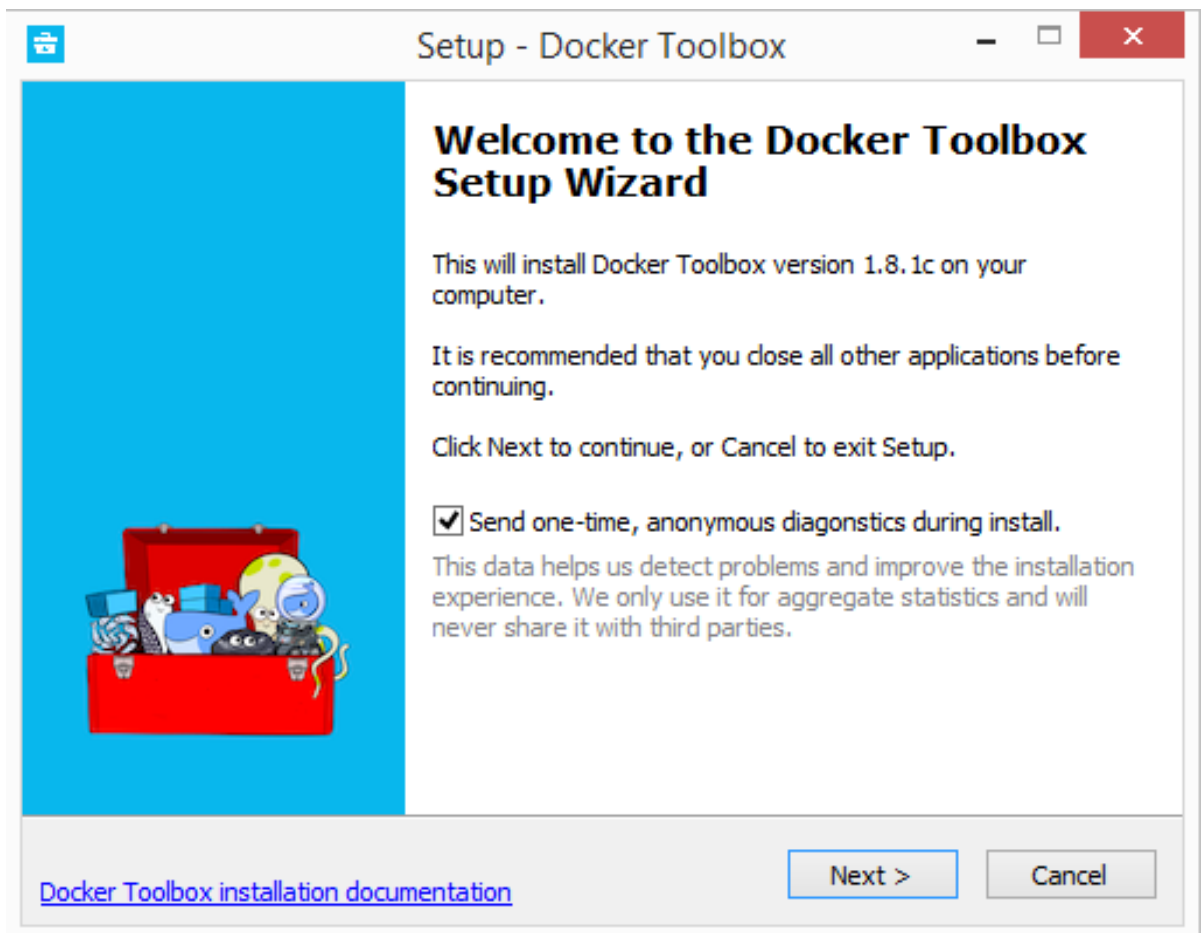 Setup - Docker Toolbox
Welcome to the Docker Toolbox
Setup Wizard
This will install Docker Toolbox version 1.8.1c on your
computer.
It is recommended that you close all other applications before
continuing.
Click Next to continue, or Cancel to exit Setup.
Send one-time, anonymous diagonstics during install.
This data helps us detect problems and improve the installation
experience. We only use it for aggregate statistics and will
never share it with third parties.
Docker Toolbox installation documentation
Next >
Cancel